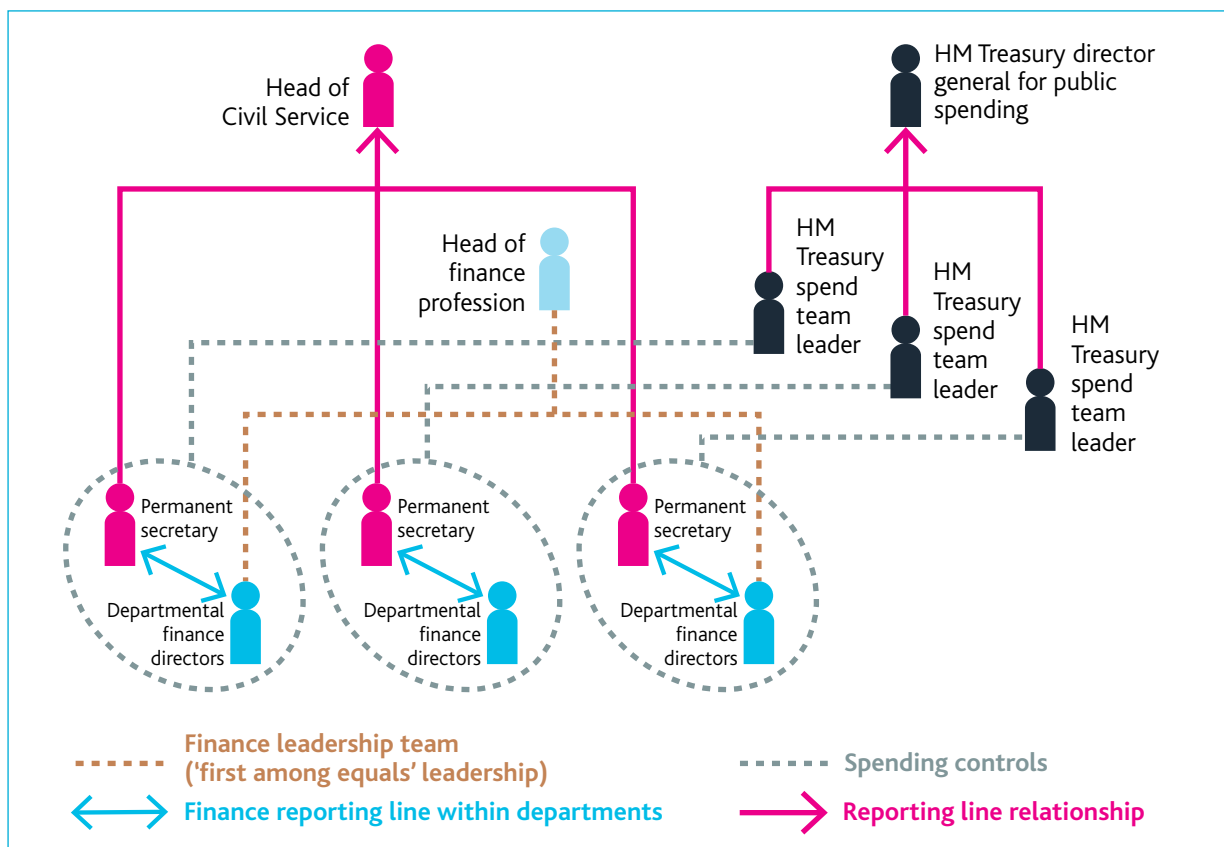 Head of
Civil Service
HM Treasury director
general for public
spending
Head of
finance
profession
HM
Treasury
spend
team
leader
HM
Treasury
spend
team
leader
HM
Treasury
spend
team
leader
Permanent
secretary
Departmental
finance
directors
Permanent
secretary
Departmental
finance
directors
Permanent
secretary
Departmental
finance
directors
Finance leadership team
(‘first among equals’ leadership)
Finance reporting line within departments
Spending controls
Reporting line relationship